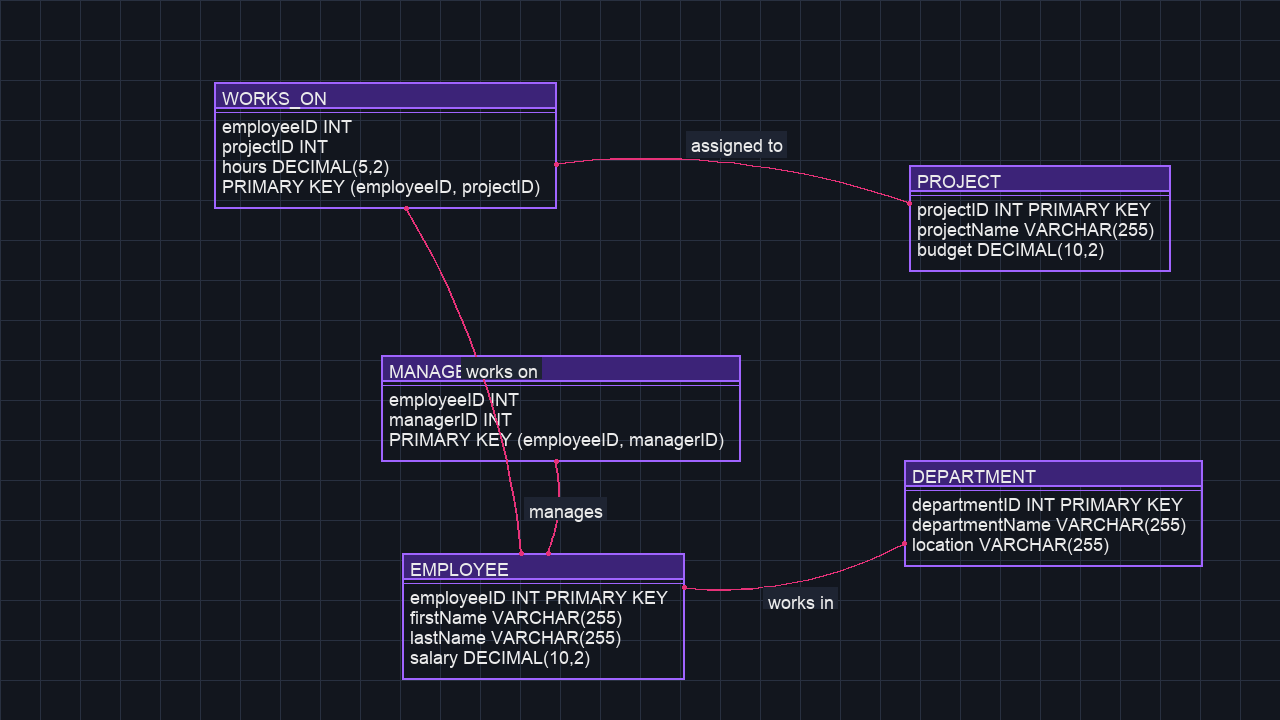 WORKS_ON
employeeID INT
projectID INT
hours DECIMAL(5,2)
PRIMARY KEY (employeeID, projectID)
assigned to
PROJECT
projectID INT PRIMARY KEY
projectName VARCHAR(255)
budget DECIMAL(10,2)
works on
employeeID INT
managerID INT
PRIMARY KEY (employeeID, managerID)
manages
DEPARTMENT
departmentID INT PRIMARY KEY
departmentName VARCHAR(255)
location VARCHAR(255)
works in
EMPLOYEE
employeeID INT PRIMARY KEY
firstName VARCHAR(255)
lastName VARCHAR(255)
salary DECIMAL(10,2)